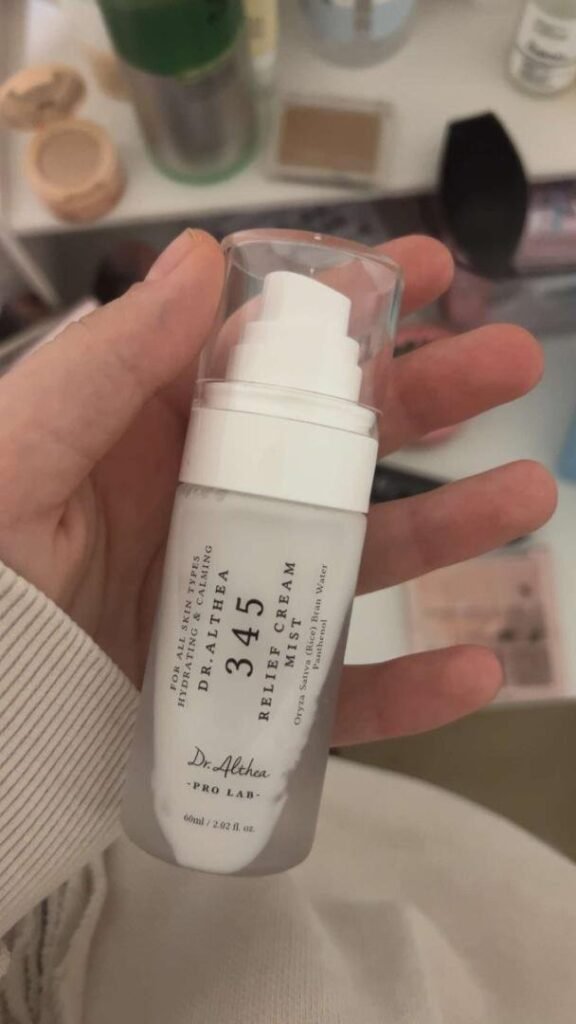 FOR ALL SKIN TYPES
HYDRATING & CALMING
DR.ALTHEA
345
RELIEF CREAM
MIST
Oryza Sativa (Rice) Bran Water
Panthenol
Dr.Althea
-PRO LAB-
60ml / 2.02 fl. oz.